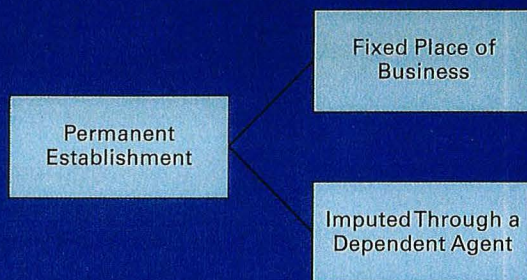 Fixed Place of
Business
Permanent
Establishment
Imputed Through a
Dependent Agent